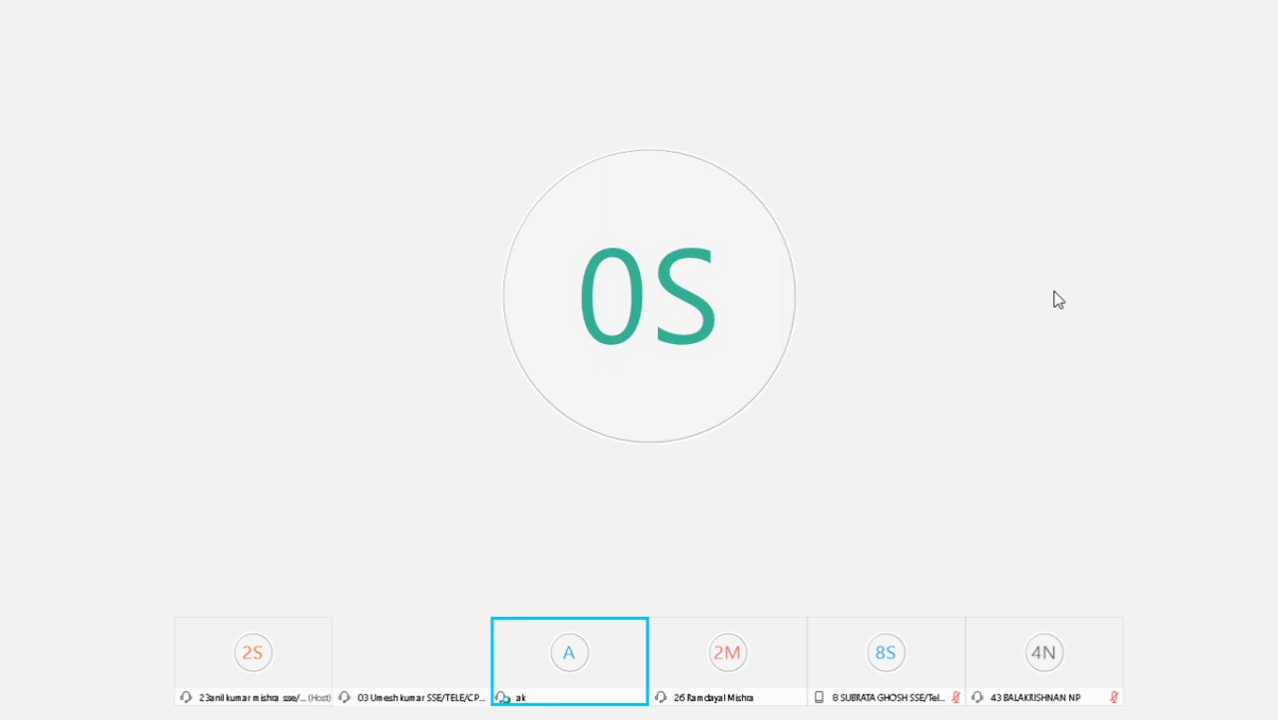 0S
2S
A
2M
8S
4N
23anil kumar mishra sse/... (Host)
03 Umesh kumar SSE/TELE/CP...
ak
26 Ramdayal Mishra
8 SUBRATA GHOSH SSE/Tel...
43 BALAKRISHNAN NP